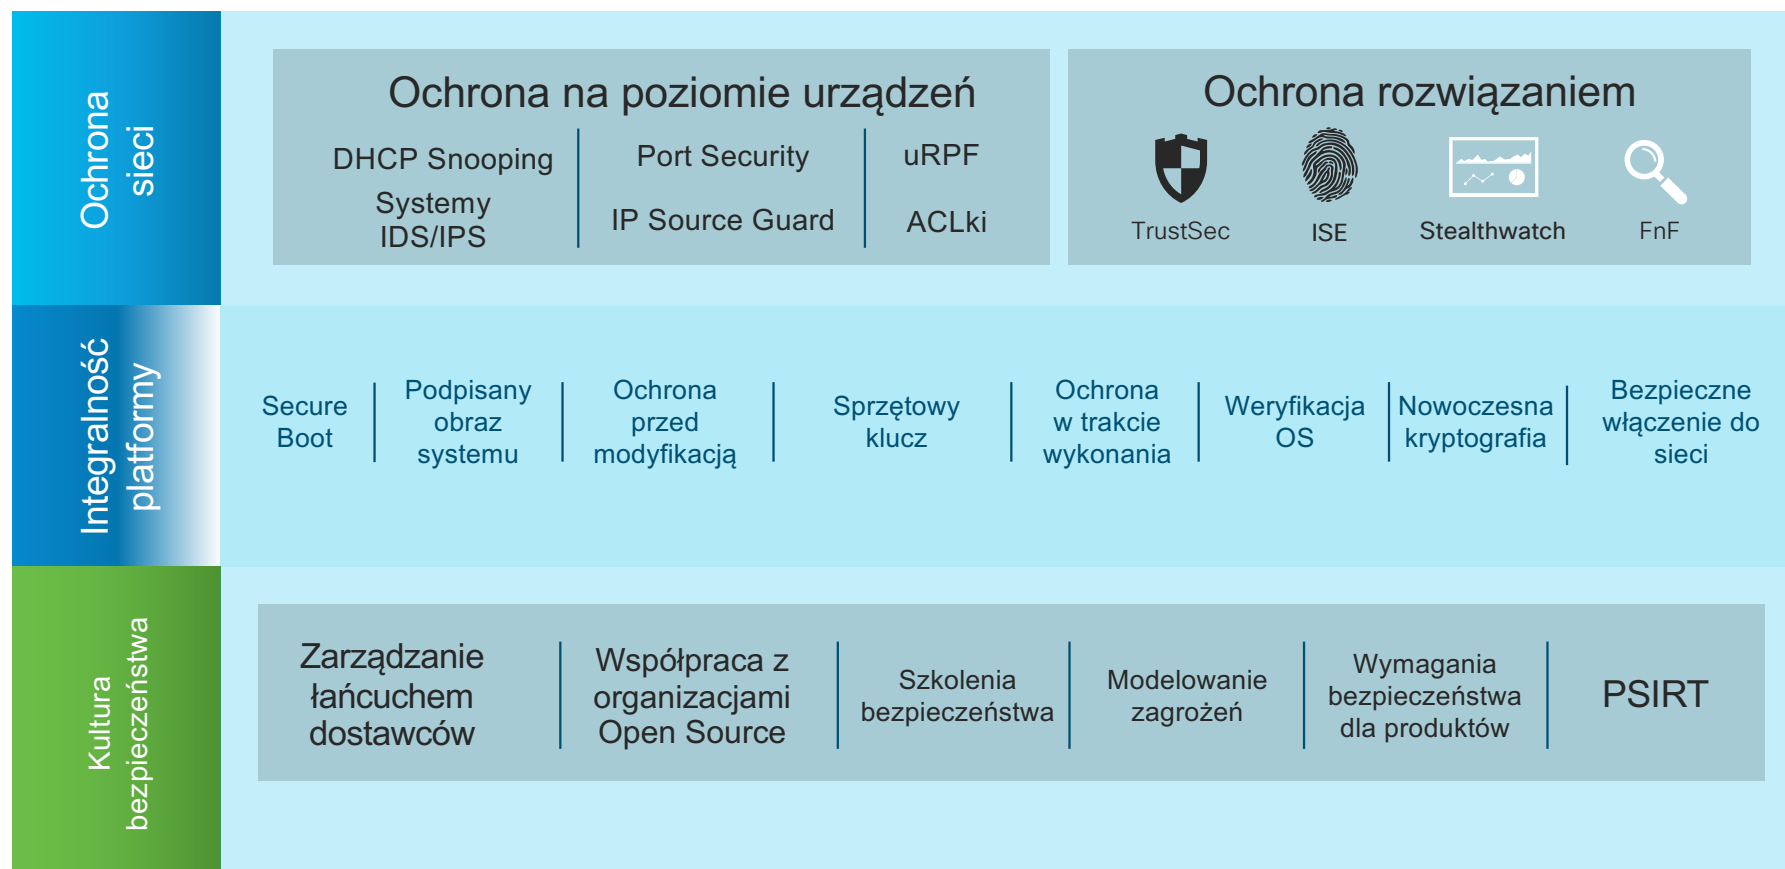 Ochrona
sieci
Ochrona na poziomie urządzeń
DHCP Snooping
Systemy
IDS/IPS
Port Security
IP Source Guard
uRPF
ACLki
Ochrona rozwiązaniem
TrustSec
ISE
Stealthwatch
FnF
Integralność
platformy
Secure
Boot
Podpisany
obraz
systemu
Ochrona
przed
modyfikacją
Sprzętowy
klucz
Ochrona
w trakcie
wykonania
Weryfikacja
OS
Nowoczesna
kryptografia
Bezpieczne
włączenie do
sieci
Kultura
bezpieczeństwa
Zarządzanie
łańcuchem
dostawców
Współpraca z
organizacjami
Open Source
Szkolenia
bezpieczeństwa
Modelowanie
zagrożeń
Wymagania
bezpieczeństwa
dla produktów
PSIRT